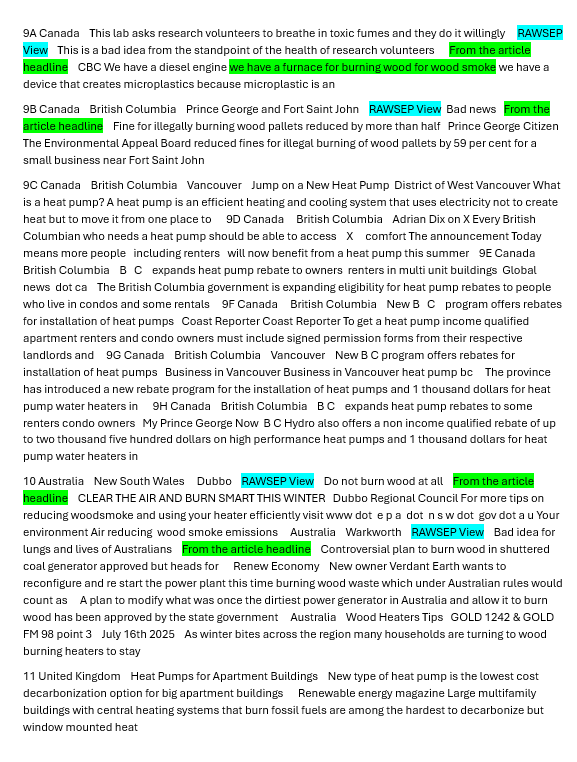 9A Canada This lab asks research volunteers to breathe in toxic fumes and they do it willingly RAWSEP
View This is a bad idea from the standpoint of the health of research volunteers From the article
headline CBC We have a diesel engine we have a furnace for burning wood for wood smoke we have a
device that creates microplastics because microplastic is an
9B Canada British Columbia Prince George and Fort Saint John RAWSEP View Bad news From the
article headline Fine for illegally burning wood pallets reduced by more than half Prince George Citizen
The Environmental Appeal Board reduced fines for illegal burning of wood pallets by 59 per cent for a
small business near Fort Saint John
9C Canada British Columbia Vancouver Jump on a New Heat Pump District of West Vancouver What
is a heat pump? A heat pump is an efficient heating and cooling system that uses electricity not to create
heat but to move it from one place to 9D Canada British Columbia Adrian Dix on X Every British
Columbian who needs a heat pump should be able to access X comfort The announcement Today
means more people including renters will now benefit from a heat pump this summer 9E Canada
British Columbia B C expands heat pump rebate to owners renters in multi unit buildings Global
news dot ca The British Columbia government is expanding eligibility for heat pump rebates to people
who live in condos and some rentals 9F Canada British Columbia New B C program offers rebates
for installation of heat pumps Coast Reporter Coast Reporter To get a heat pump income qualified
apartment renters and condo owners must include signed permission forms from their respective
landlords and 9G Canada British Columbia Vancouver New B C program offers rebates for
installation of heat pumps Business in Vancouver Business in Vancouver heat pump bc The province
has introduced a new rebate program for the installation of heat pumps and 1 thousand dollars for heat
pump water heaters in 9H Canada British Columbia B C expands heat pump rebates to some
renters condo owners My Prince George Now B C Hydro also offers a non income qualified rebate of up
to two thousand five hundred dollars on high performance heat pumps and 1 thousand dollars for heat
pump water heaters in
10 Australia New South Wales Dubbo RAWSEP View Do not burn wood at all From the article
headline CLEAR THE AIR AND BURN SMART THIS WINTER Dubbo Regional Council For more tips on
reducing woodsmoke and using your heater efficiently visit www dot e p a dot n s w dot gov dot a u Your
environment Air reducing wood smoke emissions Australia Warkworth RAWSEP View Bad idea for
lungs and lives of Australians From the article headline Controversial plan to burn wood in shuttered
coal generator approved but heads for Renew Economy New owner Verdant Earth wants to
reconfigure and re start the power plant this time burning wood waste which under Australian rules would
count as A plan to modify what was once the dirtiest power generator in Australia and allow it to burn
wood has been approved by the state government Australia Wood Heaters Tips GOLD 1242 & GOLD
FM 98 point 3 July 16th 2025 As winter bites across the region many households are turning to wood
burning heaters to stay
11 United Kingdom Heat Pumps for Apartment Buildings New type of heat pump is the lowest cost
decarbonization option for big apartment buildings Renewable energy magazine Large multifamily
buildings with central heating systems that burn fossil fuels are among the hardest to decarbonize but
window mounted heat